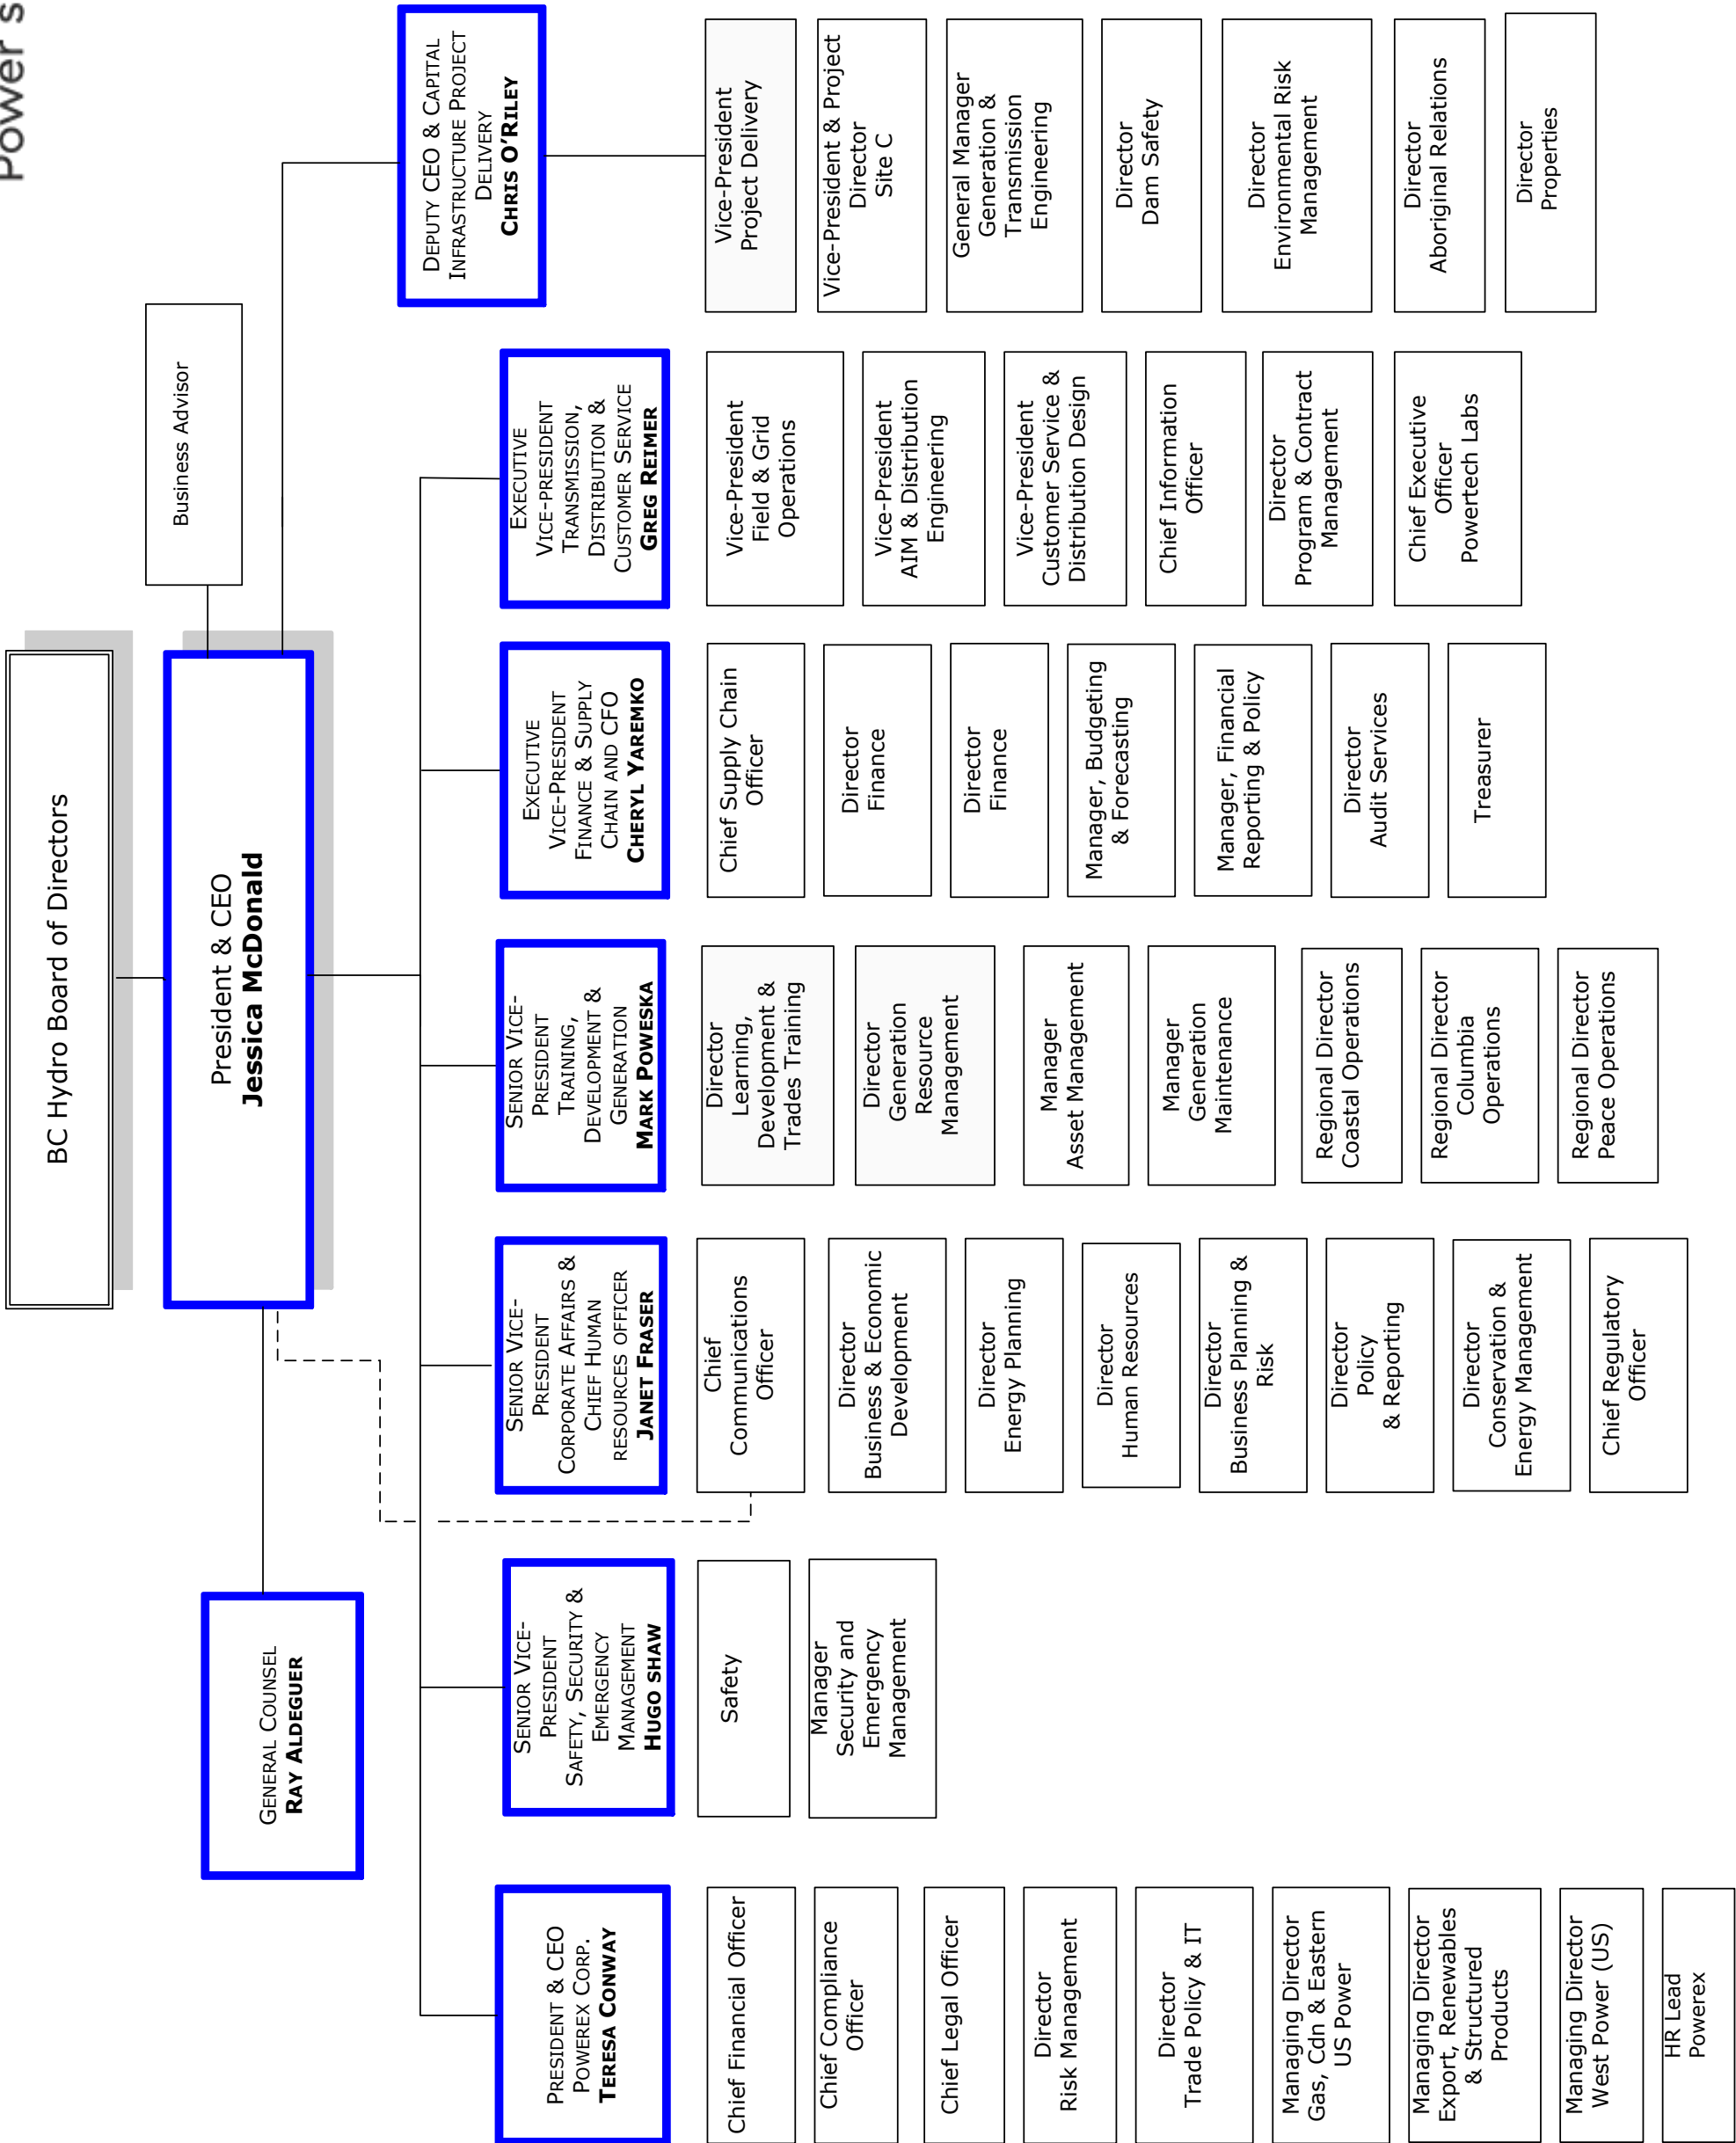 Power s
BC Hydro Board of Directors
President & CEO
Jessica McDonald
Business Advisor
GENERAL COUNSEL
RAY ALDEGUER
DEPUTY CEO & CAPITAL
INFRASTRUCTURE PROJECT
DELIVERY
CHRIS O'RILEY
PRESIDENT & CEO
POWEREX CORP.
TERESA CONWAY
Chief Financial Officer
Chief Compliance
Officer
Chief Legal Officer
Director
Risk Management
Director
Trade Policy & IT
Managing Director
Gas, Cdn & Eastern
US Power
Managing Director
Export, Renewables
& Structured
Products
Managing Director
West Power (US)
HR Lead
Powerex
SENIOR VICE-
PRESIDENT
SAFETY, SECURITY &
EMERGENCY
MANAGEMENT
HUGO SHAW
Safety
Manager
Security and
Emergency
Management
SENIOR VICE-
PRESIDENT
CORPORATE AFFAIRS &
CHIEF HUMAN
RESOURCES OFFICER
JANET FRASER
Chief
Communications
Officer
Director
Business & Economic
Development
Director
Energy Planning
Director
Human Resources
Director
Business Planning &
Risk
Director
Policy
& Reporting
Director
Conservation &
Energy Management
Chief Regulatory
Officer
SENIOR VICE-
PRESIDENT
TRAINING,
DEVELOPMENT &
GENERATION
MARK POWESKA
Director
Learning,
Development &
Trades Training
Director
Generation
Resource
Management
Manager
Asset Management
Manager
Generation
Maintenance
Regional Director
Coastal Operations
Regional Director
Columbia
Operations
Regional Director
Peace Operations
EXECUTIVE
VICE-PRESIDENT
FINANCE & SUPPLY
CHAIN AND CFO
CHERYL YAREMKO
Chief Supply Chain
Officer
Director
Finance
Director
Finance
Manager, Budgeting
& Forecasting
Manager, Financial
Reporting & Policy
Director
Audit Services
Treasurer
EXECUTIVE
VICE-PRESIDENT
TRANSMISSION,
DISTRIBUTION &
CUSTOMER SERVICE
GREG REIMER
Vice-President
Field & Grid
Operations
Vice-President
AIM & Distribution
Engineering
Vice-President
Customer Service &
Distribution Design
Chief Information
Officer
Director
Program & Contract
Management
Chief Executive
Officer
Powertech Labs
Vice-President
Project Delivery
Vice-President & Project
Director
Site C
General Manager
Generation &
Transmission
Engineering
Director
Dam Safety
Director
Environmental Risk
Management
Director
Aboriginal Relations
Director
Properties